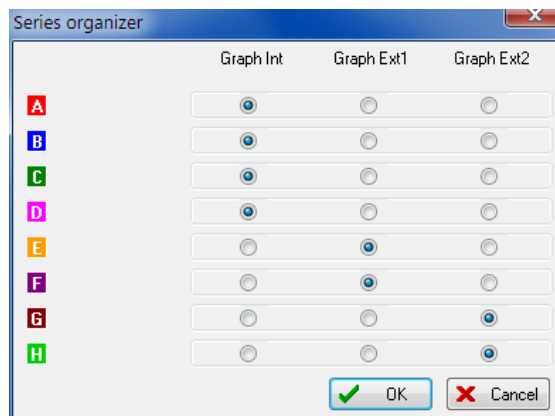 Series organizer
Graph Int Graph Ext1 Graph Ext2
A
B
C
D
E
F
G
H
OK Cancel